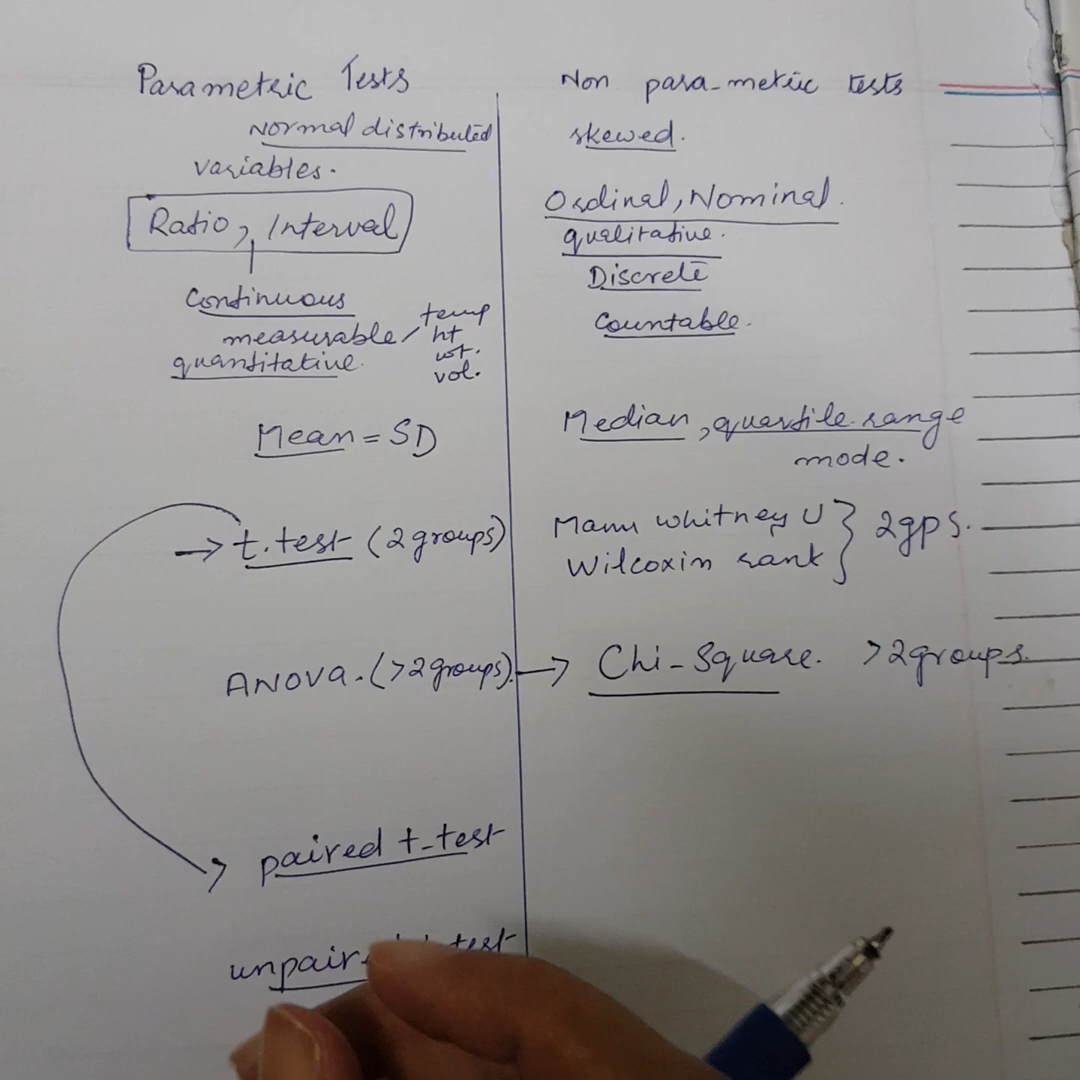 Parametric Tests
Normal distributed
variables.
Ratio, Interval
Continuous
measurable
temp
ht
wt.
vol.
quantitative
Mean = SD
→ t.test (2 groups)
ANOVA. (>2 groups).
paired t-test
test
Non para-metric tests
skewed.
Ordinal, Nominal.
qualitative.
Discrete
Countable.
Median, quartile range
mode.
Mann whitney U
Wilcoxin rank
} 2gps.
→ Chi-Square. >2groups.